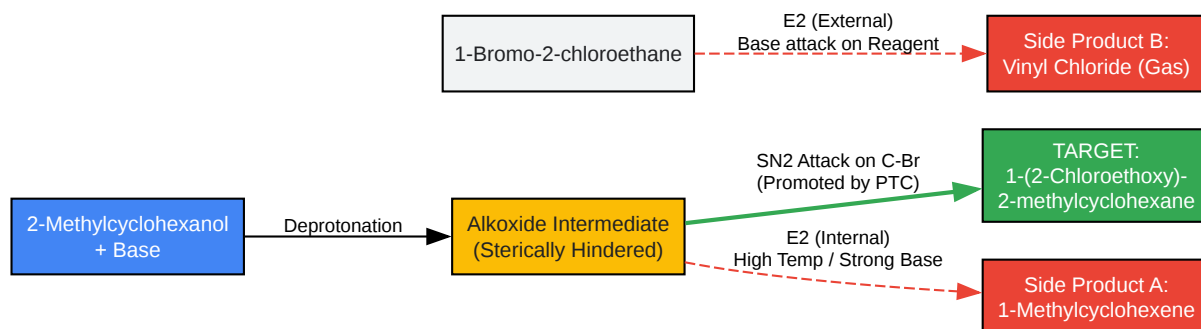 1-Bromo-2-chloroethane
E2 (External)
Base attack on Reagent
Side Product B:
Vinyl Chloride (Gas)
2-Methylcyclohexanol
+ Base
Deprotonation
Alkoxide Intermediate
(Sterically Hindered)
SN2 Attack on C-Br
(Promoted by PTC)
TARGET:
1-(2-Chloroethoxy)-
2-methylcyclohexane
E2 (Internal)
High Temp / Strong Base
Side Product A:
1-Methylcyclohexene